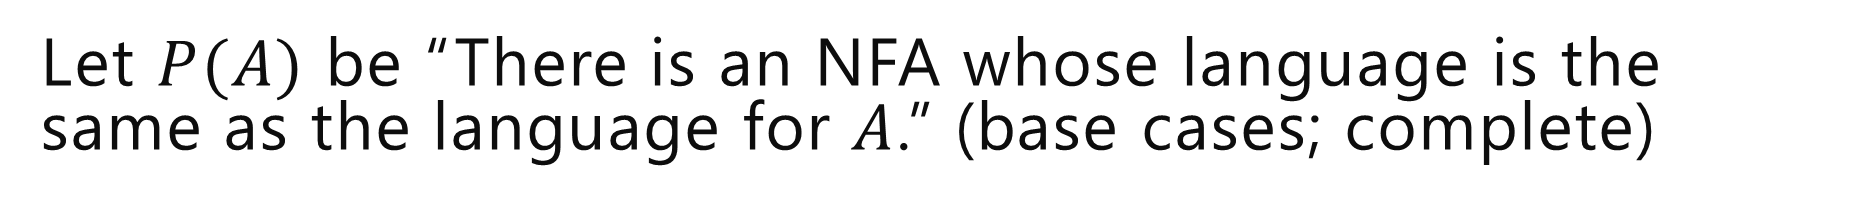 Let P(A) be “There is an NFA whose language is the
same as the language for A.” (base cases; complete)